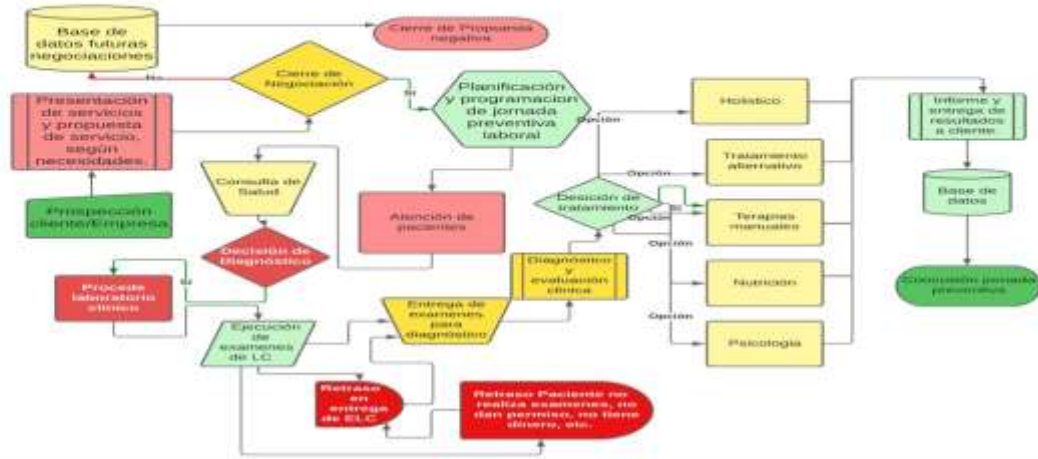 Base de
datos futuras
negociaciones
Cierre de Propuesta
negativa
No
Cierre de
Negociación
Si
Planificación
y programacion
de jornada
preventiva
laboral
Presentación
de servicios
y propuesta
de servicio,
según
necesidades.
Prospección
cliente/Empresa
Consulta de
Salud
Atención de
pacientes
Decisión de
Diagnóstico
Si
Procede
laboratorio
clínico
Ejecución
de
examenes
de LC
Entrega de
examenes
para
diagnóstico
Diagnóstico
y
evaluación
clínica
Retraso
en
entrega
de ELC
Retraso Paciente no
realiza examenes, no
dan permiso, no tiene
dinero, etc.
Desición de
tratamiento
Si
Opción
Holístico
Opción
Tratamiento
alternativo
Opción
Terapias
manuales
Opción
Nutrición
Opción
Psicología
Informe y
entrega de
resultados
a cliente.
Base de
datos
Conclusión jornada
preventiva